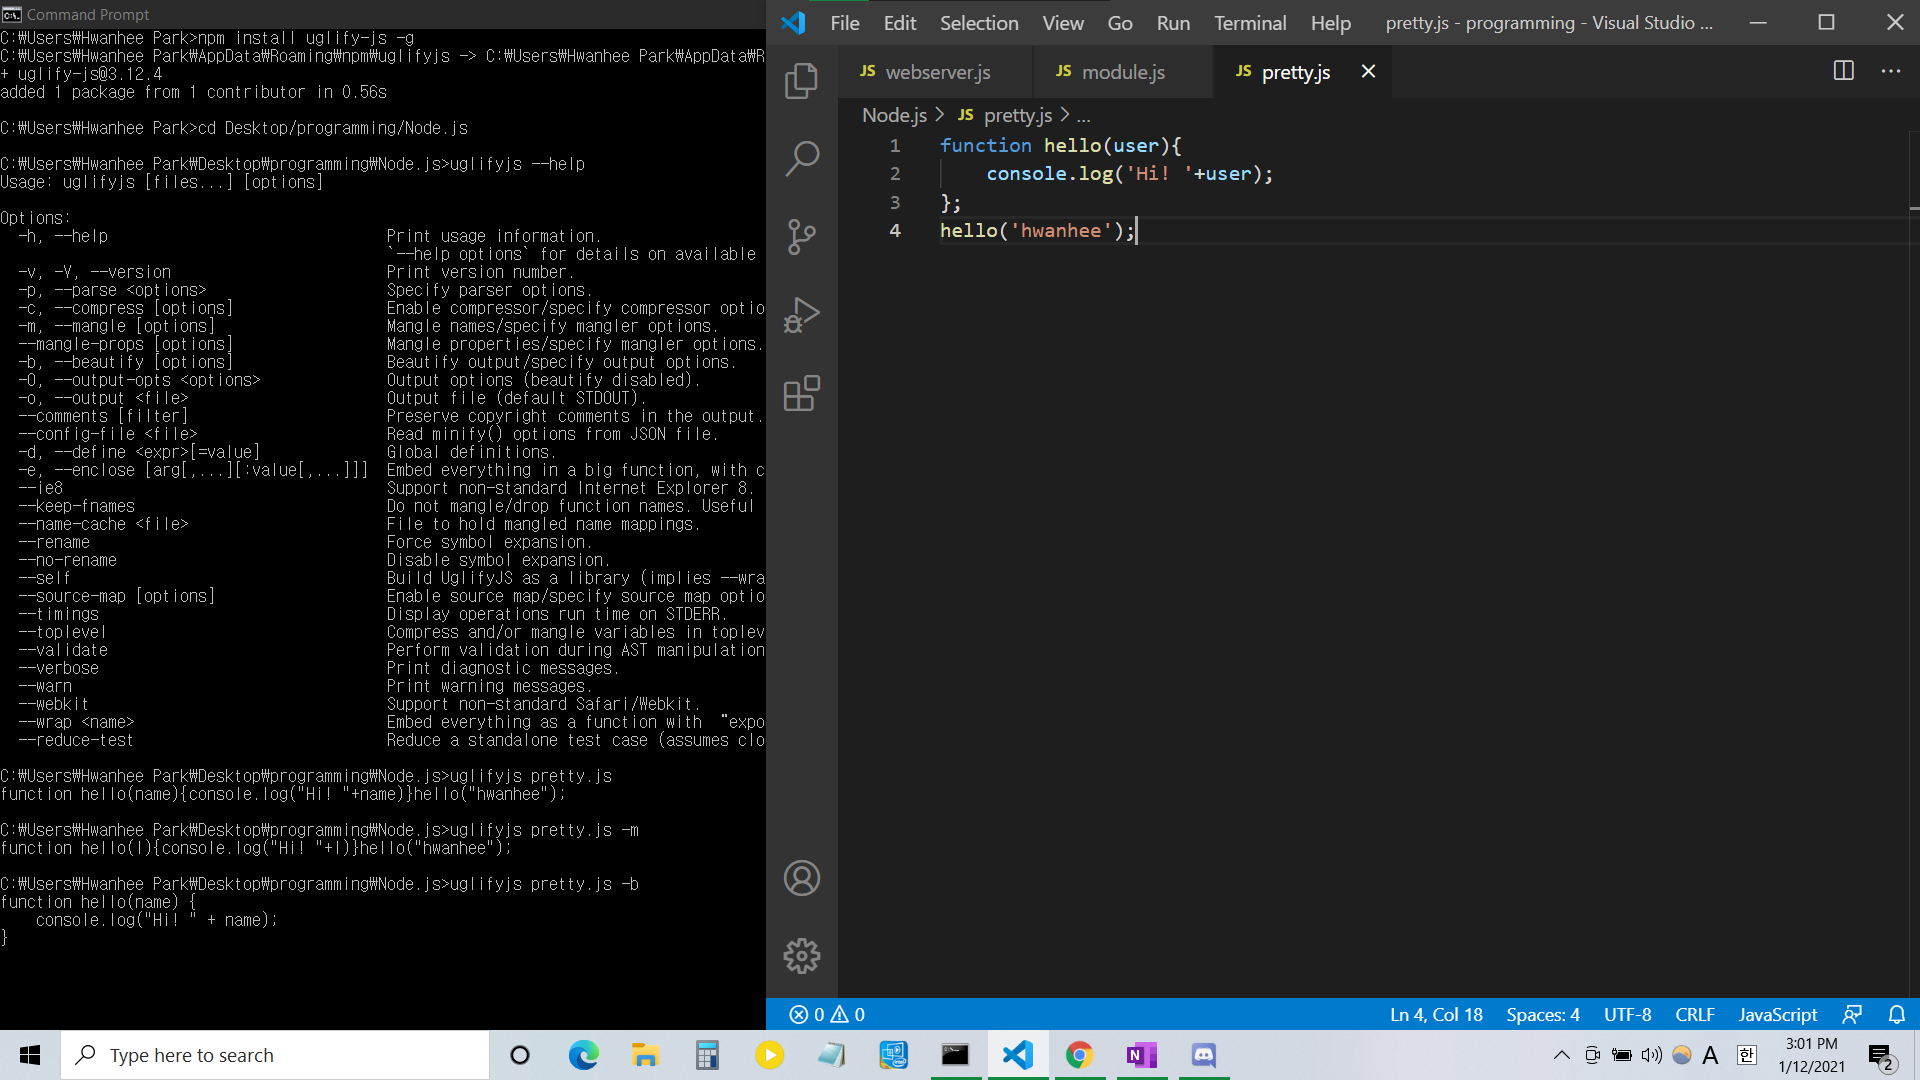 Command Prompt
C:₩Users₩Hwanhee Park>npm install uglify-js -g
C:₩Users₩Hwanhee Park₩AppData₩Roaming₩npm₩uglifyjs -> C:₩Users₩Hwanhee Park₩AppData₩R
+ uglify-js@3.12.4
added 1 package from 1 contributor in 0.56s
C:₩Users₩Hwanhee Park>cd Desktop/programming/Node.js
C:₩Users₩Hwanhee Park₩Desktop₩programming₩Node.js>uglifyjs --help
Usage: uglifyjs [files...] [options]
Options:
-h, --help Print usage information.
`--help options` for details on available
-v, -V, --version Print version number.
-p, --parse <options> Specify parser options.
-c, --compress [options] Enable compressor/specify compressor optio
-m, --mangle [options] Mangle names/specify mangler options.
--mangle-props [options] Mangle properties/specify mangler options.
-b, --beautify [options] Beautify output/specify output options.
-O, --output-opts <options> Output options (beautify disabled).
-o, --output <file> Output file (default STDOUT).
--comments [filter] Preserve copyright comments in the output.
--config-file <file> Read minify() options from JSON file.
-d, --define <expr>[=value] Global definitions.
-e, --enclose [arg[,...][:value[,...]]] Embed everything in a big function, with c
--ie8 Support non-standard Internet Explorer 8.
--keep-fnames Do not mangle/drop function names. Useful
--name-cache <file> File to hold mangled name mappings.
--rename Force symbol expansion.
--no-rename Disable symbol expansion.
--self Build UglifyJS as a library (implies --wra
--source-map [options] Enable source map/specify source map optio
--timings Display operations run time on STDERR.
--toplevel Compress and/or mangle variables in toplev
--validate Perform validation during AST manipulation
--verbose Print diagnostic messages.
--warn Print warning messages.
--webkit Support non-standard Safari/Webkit.
--wrap <name> Embed everything as a function with "expo
--reduce-test Reduce a standalone test case (assumes clo
C:₩Users₩Hwanhee Park₩Desktop₩programming₩Node.js>uglifyjs pretty.js
function hello(name){console.log("Hi! "+name)}hello("hwanhee");
C:₩Users₩Hwanhee Park₩Desktop₩programming₩Node.js>uglifyjs pretty.js -m
function hello(l){console.log("Hi! "+l)}hello("hwanhee");
C:₩Users₩Hwanhee Park₩Desktop₩programming₩Node.js>uglifyjs pretty.js -b
function hello(name) {
console.log("Hi! " + name);
}
File Edit Selection View Go Run Terminal Help pretty.js - programming - Visual Studio ...
JS webserver.js JS module.js JS pretty.js
Node.js > JS pretty.js > ...
1 function hello(user){
2 console.log('Hi! '+user);
3 };
4 hello('hwanhee');
0 0 Ln 4, Col 18 Spaces: 4 UTF-8 CRLF JavaScript
Type here to search
N
A 한
3:01 PM
1/12/2021
2